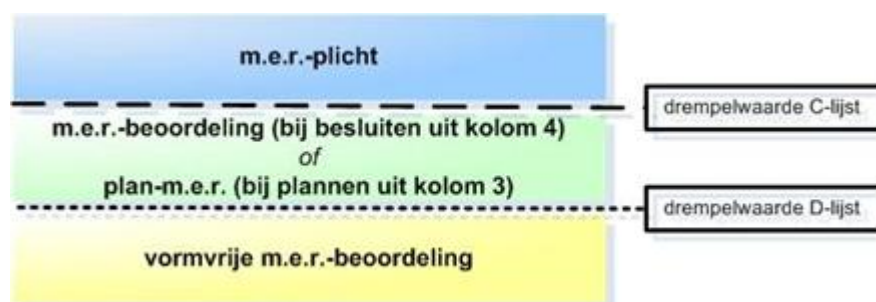 m.e.r.-plicht
drempelwaarde C-lijst
m.e.r.-beoordeling (bij besluiten uit kolom 4)
of
plan-m.e.r. (bij plannen uit kolom 3)
drempelwaarde D-lijst
vormvrije m.e.r.-beoordeling